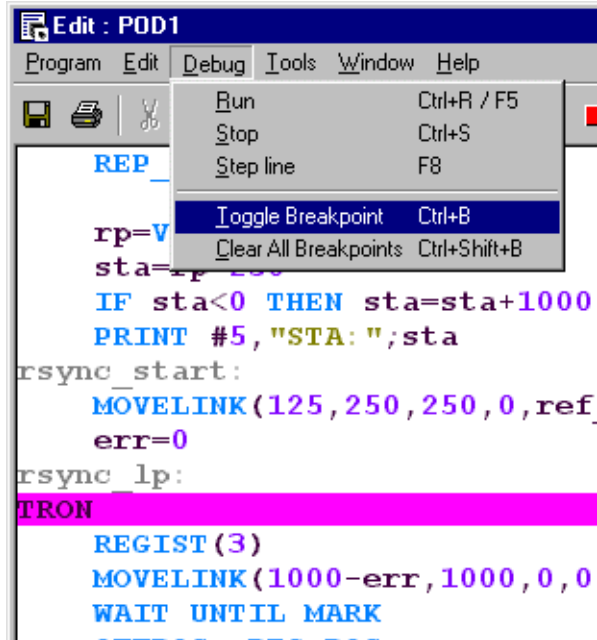 Edit : POD1
Program Edit Debug Tools Window Help
Run Ctrl+R / F5
Stop Ctrl+S
Step line F8
Toggle Breakpoint Ctrl+B
Clear All Breakpoints Ctrl+Shift+B
REP_
rp=V
IF sta<0 THEN sta=sta+1000
PRINT #5,"STA:";sta
rsync_start:
MOVELINK(125,250,250,0,ref_
err=0
rsync_lp:
TRON
REGIST(3)
MOVELINK(1000-err,1000,0,0
WAIT UNTIL MARK